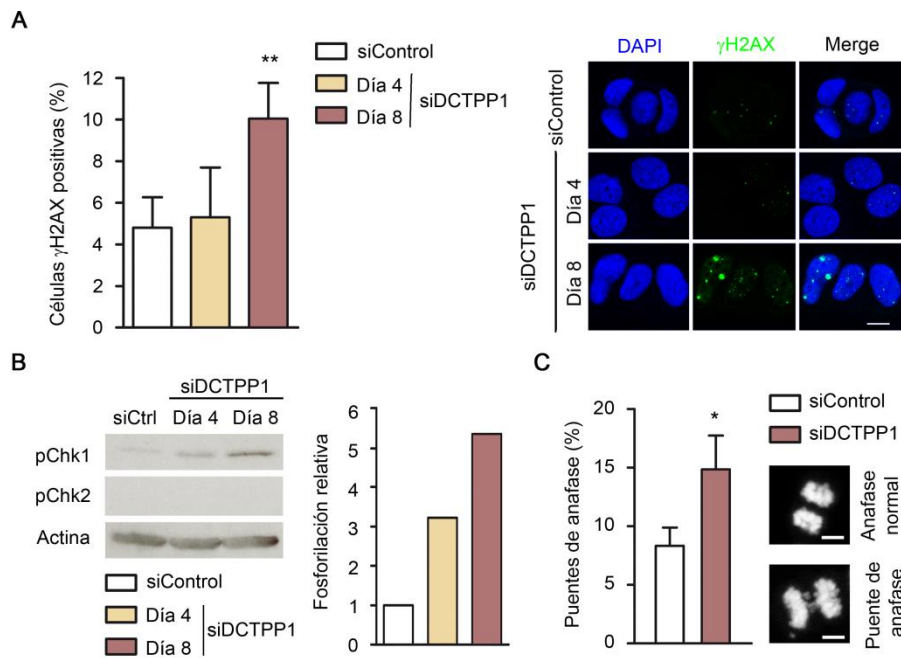 A
Células γH2AX positivas (%)
12
10
8
6
4
2
0
**
siControl
Día 4
Día 8
siDCTPP1
DAPI
γH2AX
Merge
siControl
Día 4
Día 8
siDCTPP1
B
siDCTPP1
siCtrl Día 4 Día 8
pChk1
pChk2
Actina
siControl
Día 4
Día 8
siDCTPP1
Fosforilación relativa
6
5
4
3
2
1
0
C
Puentes de anafase (%)
20
15
10
5
0
*
siControl
siDCTPP1
Anafase
normal
Puente de
anafase